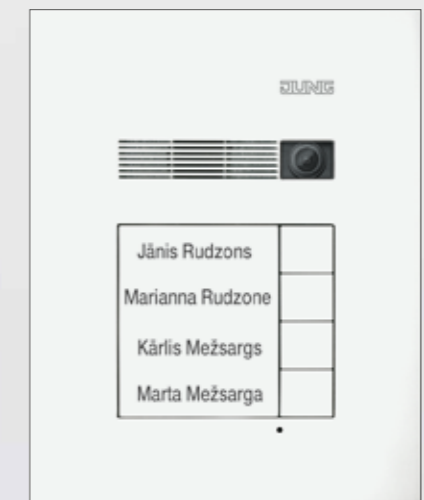 JUNG
Jānis Rudzons
Marianna Rudzone
Kārlis Mežsargs
Marta Mežsarga